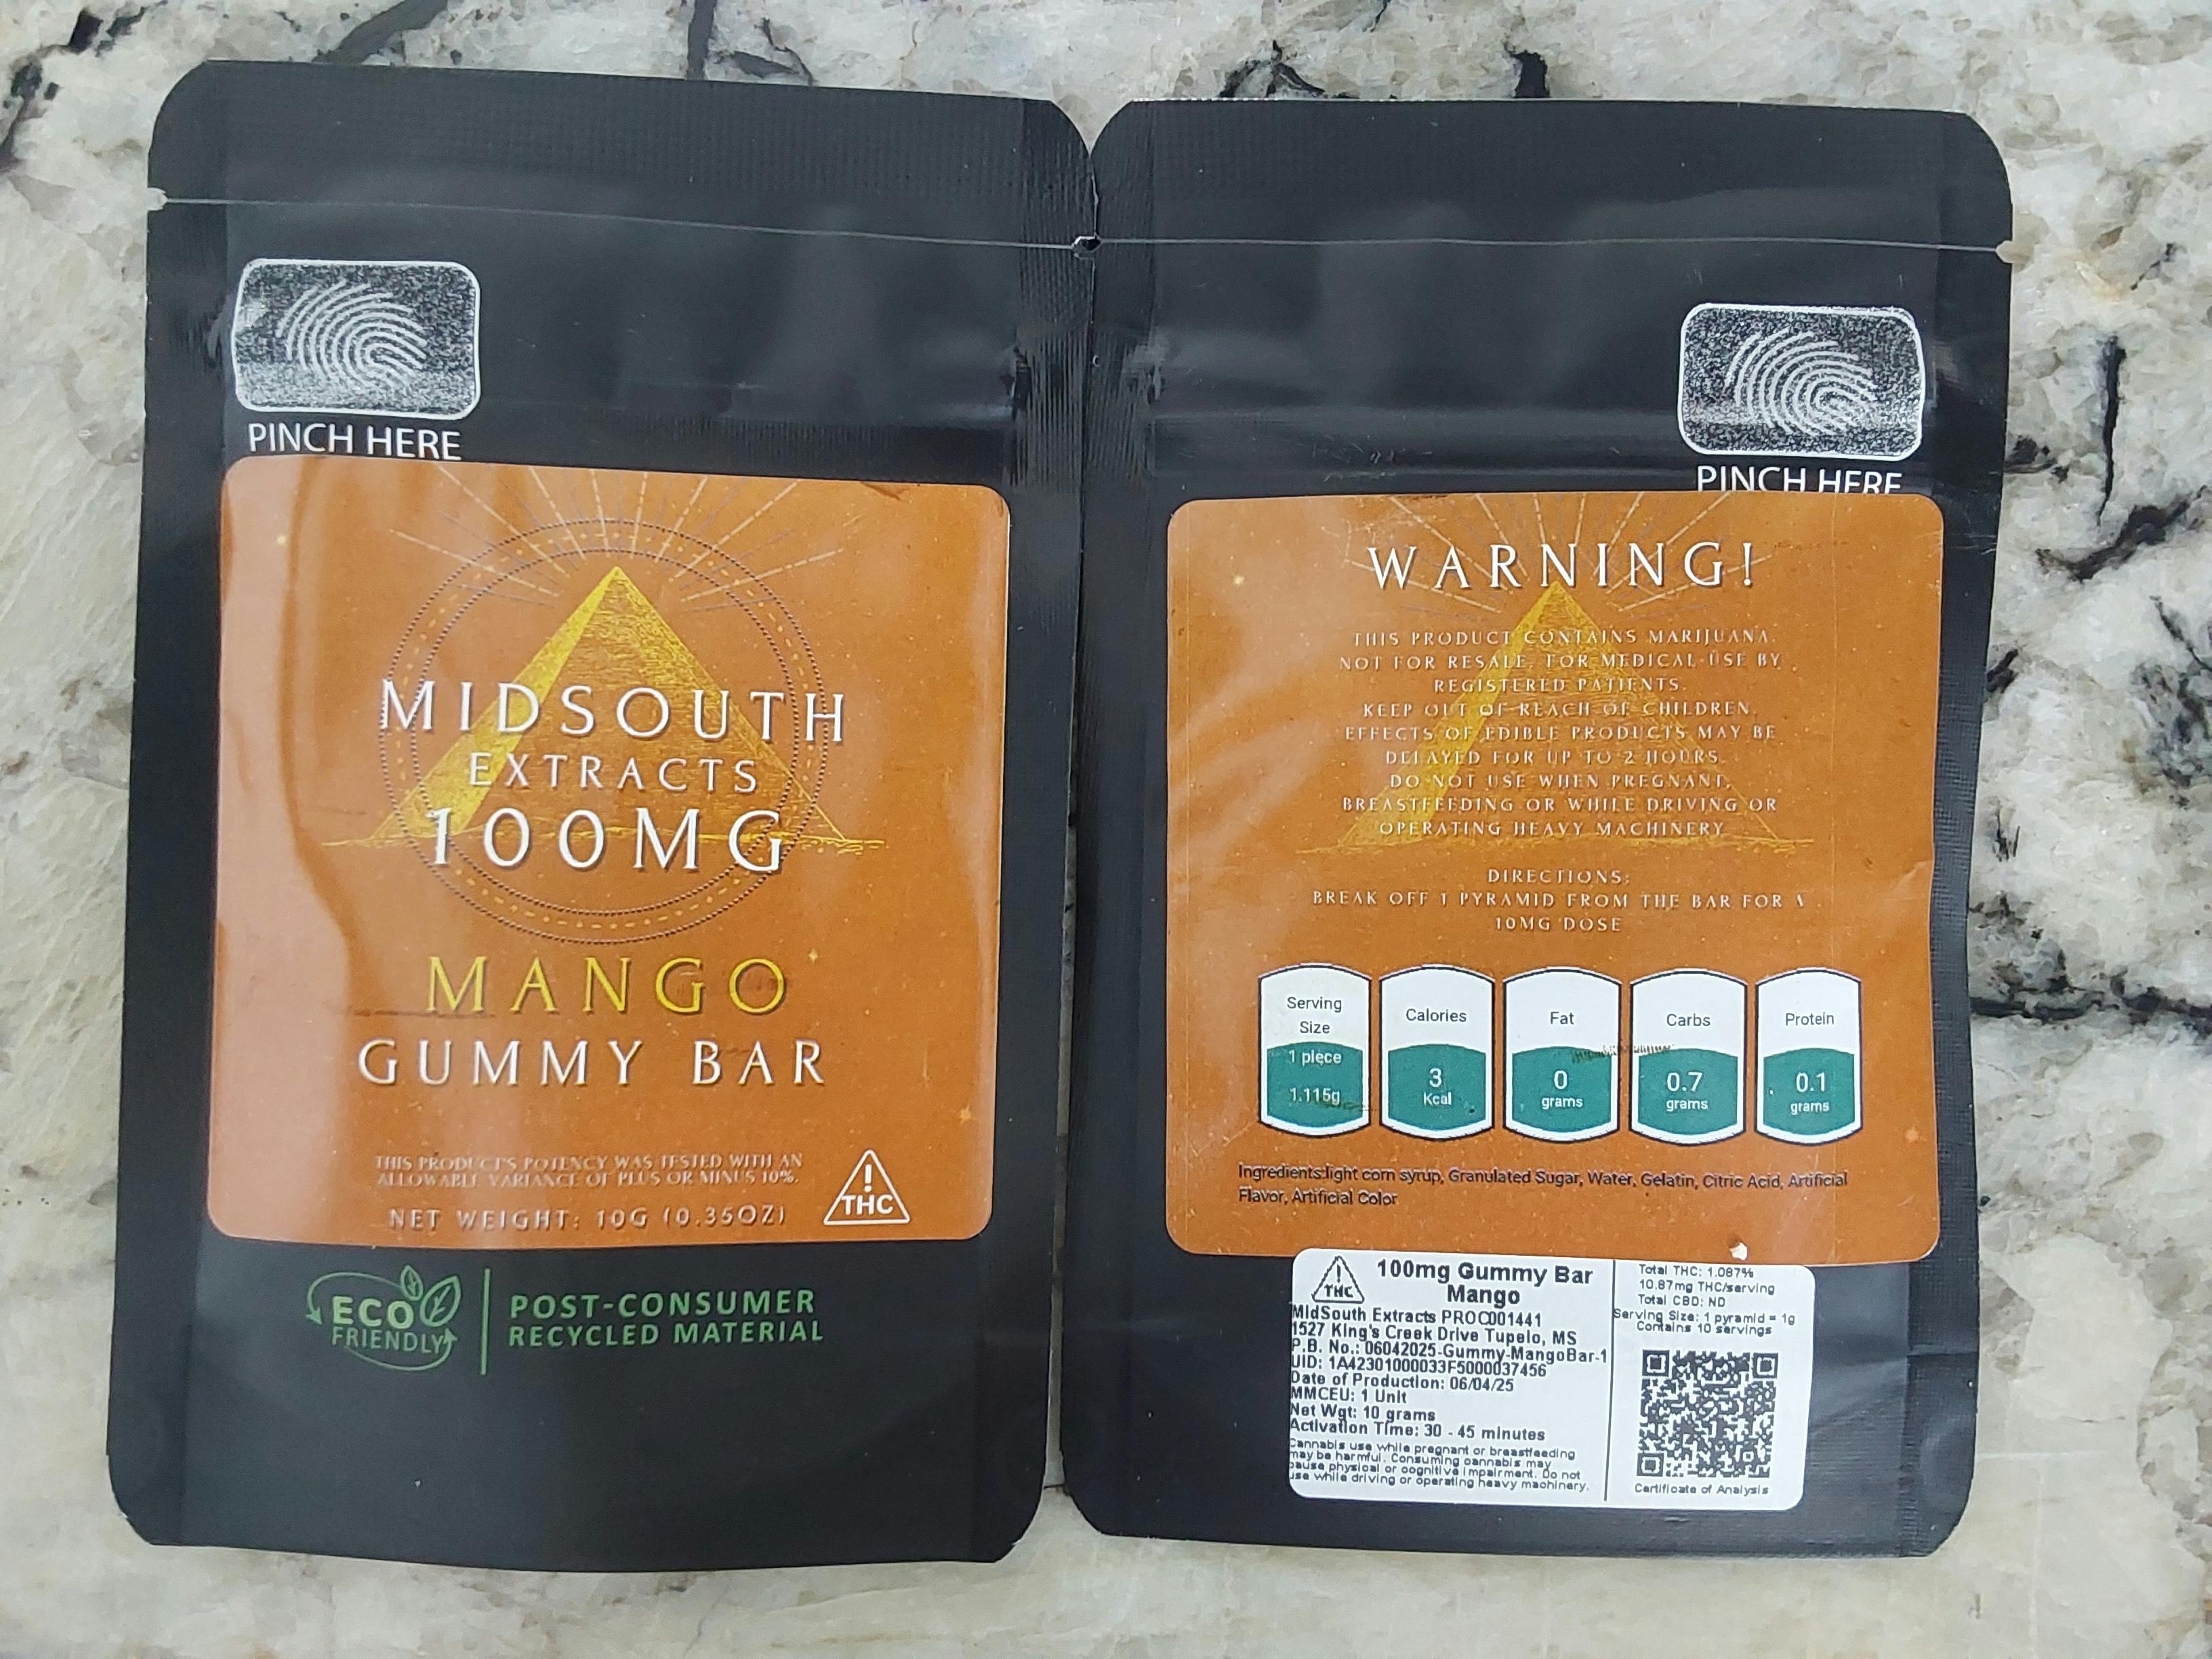 PINCH HERE
MIDSOUTH
EXTRACTS
100MG
MANGO
GUMMY BAR
THIS PRODUCT'S POTENCY WAS TESTED WITH AN
ALLOWABLE VARIANCE OF PLUS OR MINUS 10%.
NET WEIGHT: 10G (0.35OZ)
!
THC
ECO
FRIENDLY
POST-CONSUMER
RECYCLED MATERIAL
PINCH HERE
WARNING!
THIS PRODUCT CONTAINS MARIJUANA.
NOT FOR RESALE, FOR MEDICAL-USE BY
REGISTERED PATIENTS.
KEEP OUT OF REACH OF CHILDREN.
EFFECTS OF EDIBLE PRODUCTS MAY BE
DELAYED FOR UP TO 2 HOURS.
DO NOT USE WHEN PREGNANT,
BREASTFEEDING OR WHILE DRIVING OR
OPERATING HEAVY MACHINERY
DIRECTIONS:
BREAK OFF 1 PYRAMID FROM THE BAR FOR A
10MG DOSE
Serving
Size
1 piece
1.115g
Calories
3
Kcal
Fat
0
grams
Carbs
0.7
grams
Protein
0.1
grams
Ingredients:light corn syrup, Granulated Sugar, Water, Gelatin, Citric Acid, Artificial
Flavor, Artificial Color
!
THC
100mg Gummy Bar
Mango
MidSouth Extracts PROC001441
1527 King's Creek Drive Tupelo, MS
P.B. No.: 06042025-Gummy-MangoBar-1
UID: 1A42301000033F5000037456
Date of Production: 06/04/25
MMCEU: 1 Unit
Net Wgt: 10 grams
Activation Time: 30 - 45 minutes
Cannabis use while pregnant or breastfeeding
may be harmful. Consuming cannabis may
cause physical or cognitive impairment. Do not
use while driving or operating heavy machinery.
Total THC: 1.087%
10.87mg THC/serving
Total CBD: ND
Serving Size: 1 pyramid = 1g
Contains 10 servings
Certificate of Analysis